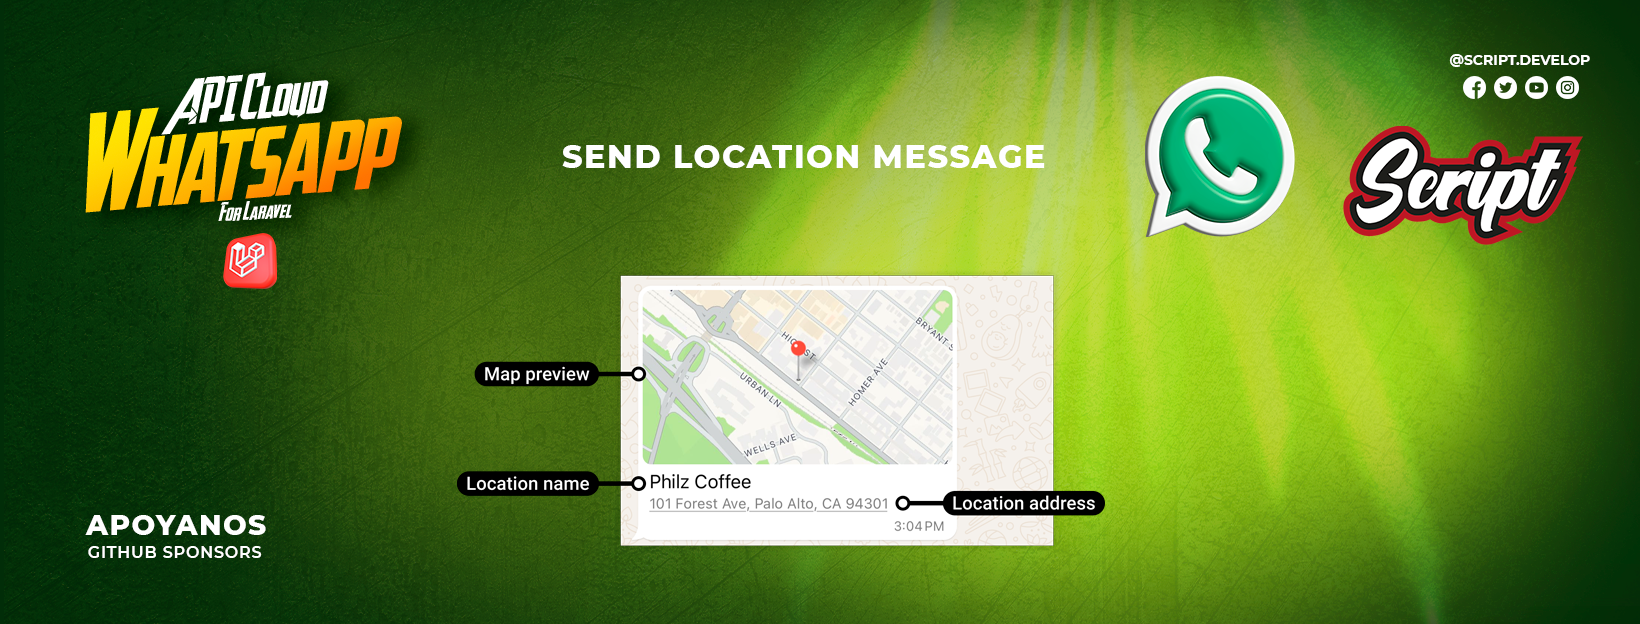 API CLOUD
WHATSAPP
FOR LARAVEL
@SCRIPT.DEVELOP
SEND LOCATION MESSAGE
Script
BRYANT S
HOMER AVE
URBAN LN
WELLS AVE
Map preview
Location name
Philz Coffee
101 Forest Ave, Palo Alto, CA 94301
Location address
3:04 PM
APOYANOS
GITHUB SPONSORS